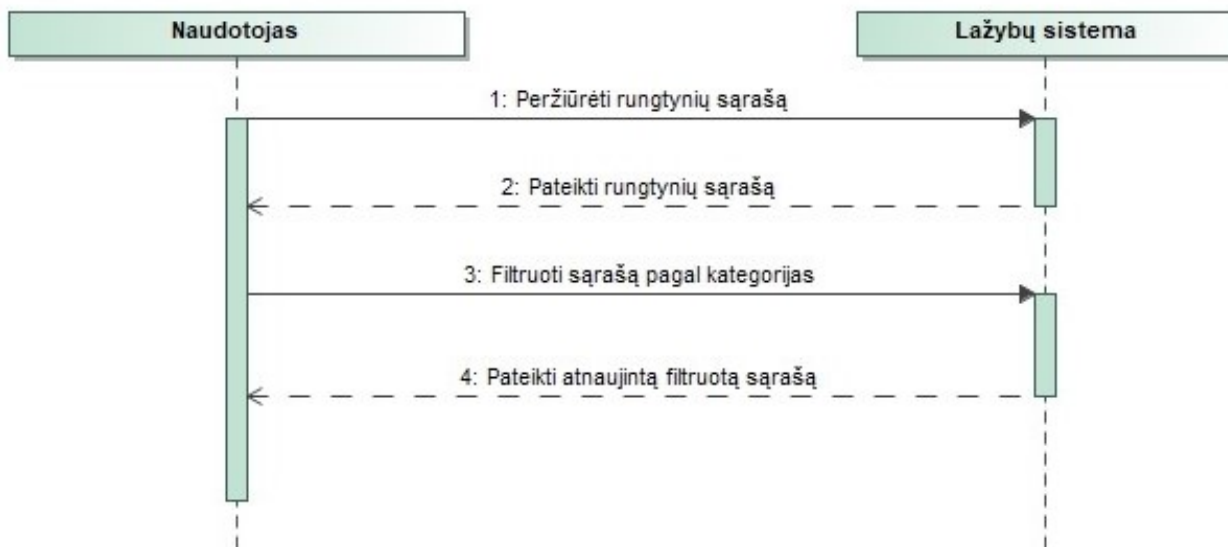 Naudotojas
Lažybų sistema
1: Peržiūrėti rungtynių sąrašą
2: Pateikti rungtynių sąrašą
3: Filtruoti sąrašą pagal kategorijas
4: Pateikti atnaujintą filtruotą sąrašą